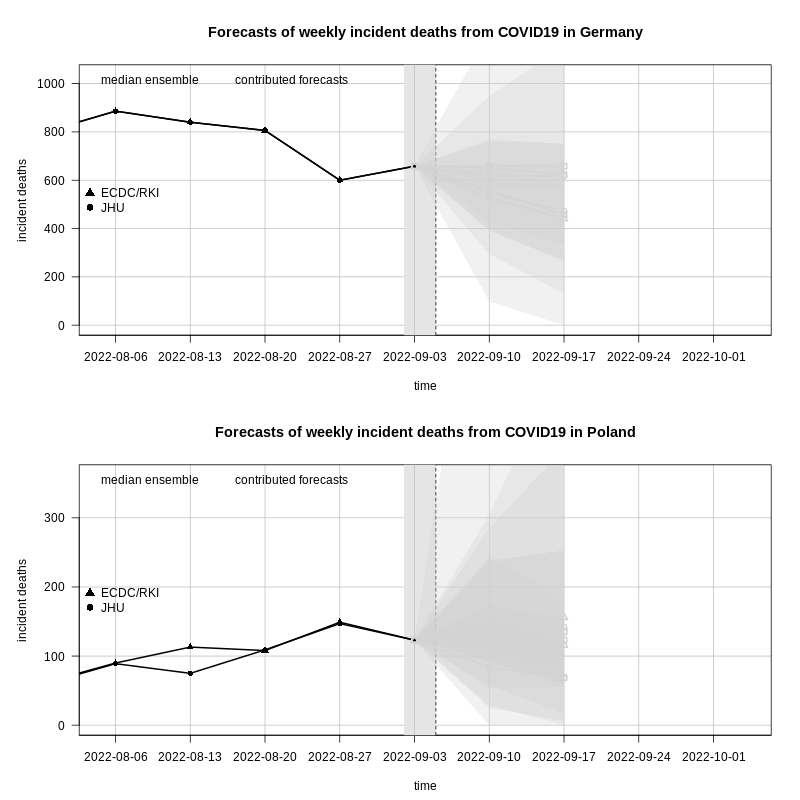 Forecasts of weekly incident deaths from COVID19 in Germany
median ensemble contributed forecasts
1000
800
600
400
200
0
incident deaths
ECDC/RKI
JHU
2022-08-06 2022-08-13 2022-08-20 2022-08-27 2022-09-03 2022-09-10 2022-09-17 2022-09-24 2022-10-01
time
Forecasts of weekly incident deaths from COVID19 in Poland
median ensemble contributed forecasts
300
200
100
0
incident deaths
ECDC/RKI
JHU
2022-08-06 2022-08-13 2022-08-20 2022-08-27 2022-09-03 2022-09-10 2022-09-17 2022-09-24 2022-10-01
time